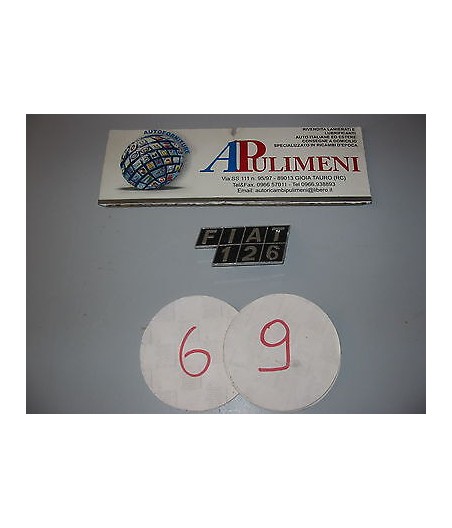 AUTOFORNITURE
APULIMENI
RIVENDITA LAMIERATI E
LUBRIFICANTI
AUTO ITALIANE ED ESTERE
CONSEGNE A DOMICILIO
SPECIALIZZATO IN RICAMBI D'EPOCA
Via SS 111 n. 95/97 - 89013 GIOIA TAURO (RC)
Tel&Fax. 0966 57011 - Tel 0966.938893
Email: autoricambipulimeni@libero.it
FIAT
126
6 9